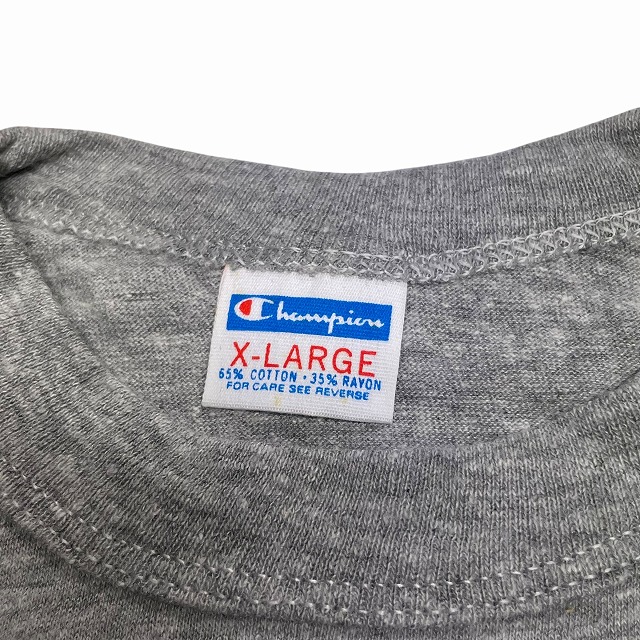 Champion
X-LARGE
65% COTTON · 35% RAYON
FOR CARE SEE REVERSE